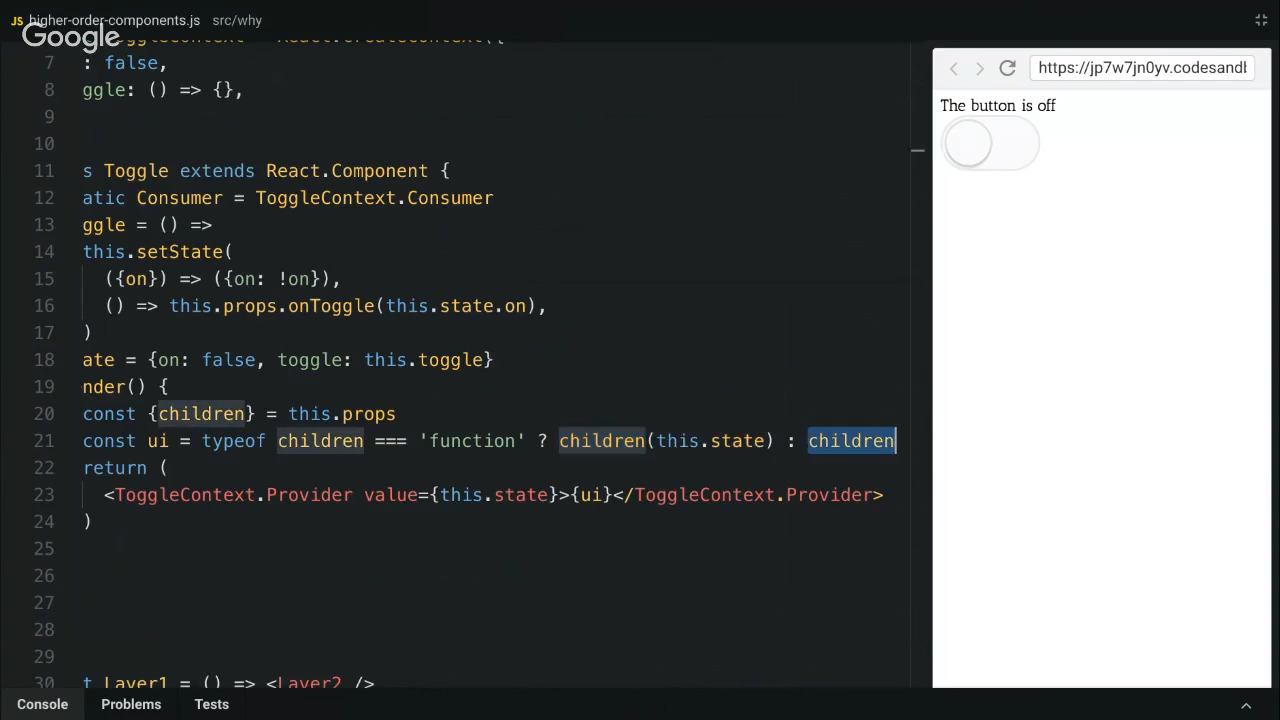 JS higher-order-components.js src/why
Google
ToggleContext = React.createContext({
7 : false,
8 ggle: () => {},
9
10
11 s Toggle extends React.Component {
12 atic Consumer = ToggleContext.Consumer
13 ggle = () =>
14 this.setState(
15 ({on}) => ({on: !on}),
16 () => this.props.onToggle(this.state.on),
17 )
18 ate = {on: false, toggle: this.toggle}
19 nder() {
20 const {children} = this.props
21 const ui = typeof children === 'function' ? children(this.state) : children
22 return (
23 <ToggleContext.Provider value={this.state}>{ui}</ToggleContext.Provider>
24 )
25
26
27
28
29
30 t Layer1 = () => <Layer2 />
https://jp7w7jn0yv.codesandb
The button is off
Console Problems Tests